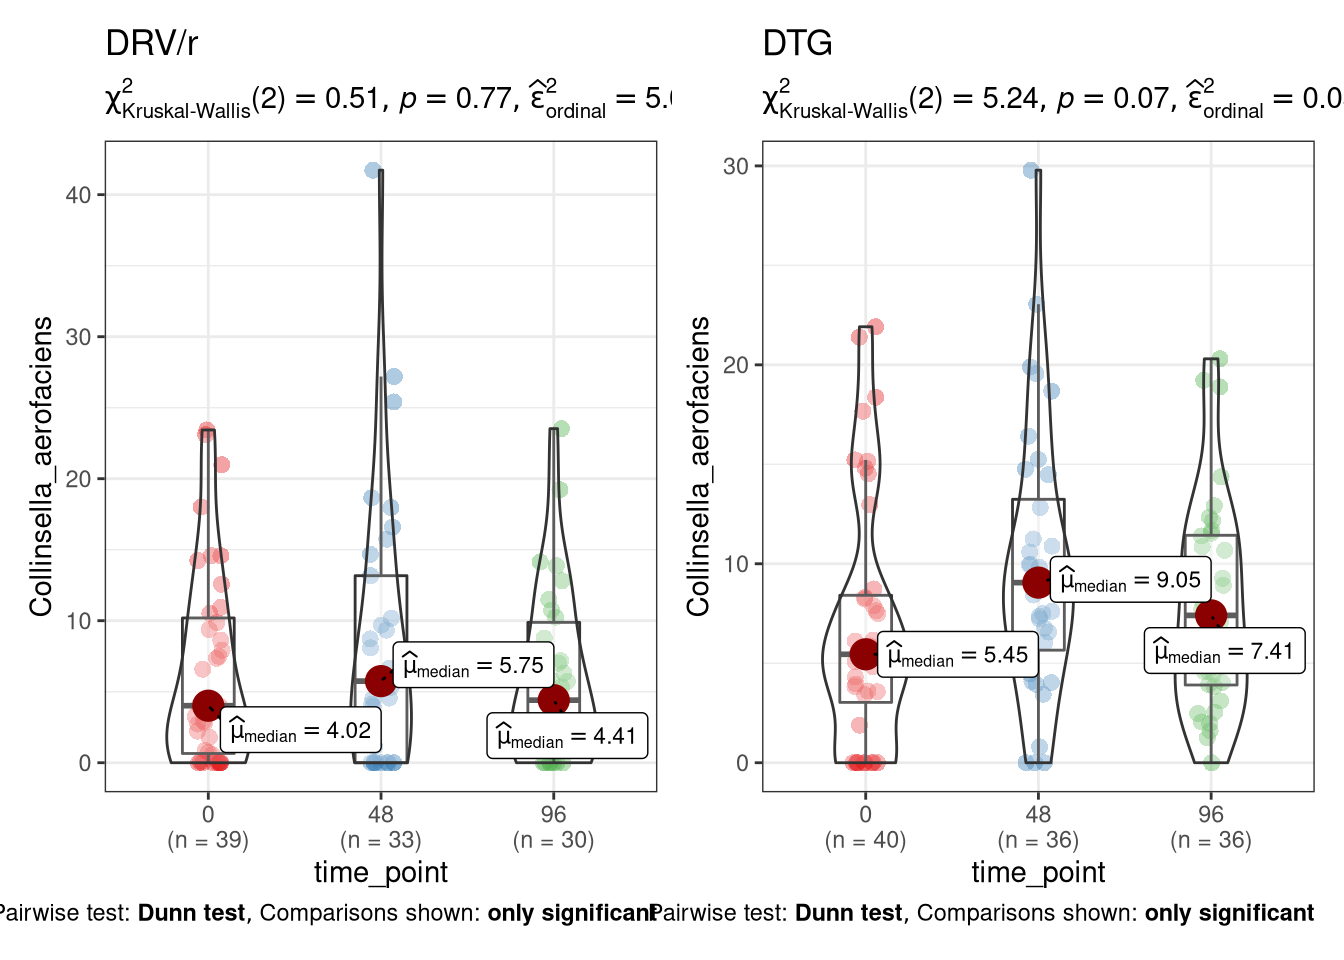 DRV/r
χ²Kruskal-Wallis(2) = 0.51, p = 0.77, ε̂²ordinal = 5.0
Collinsella_aerofaciens
40
30
20
10
0
μ̂median = 4.02
μ̂median = 5.75
μ̂median = 4.41
0
(n = 39)
48
(n = 33)
96
(n = 30)
time_point
Pairwise test: Dunn test, Comparisons shown: only significant
DTG
χ²Kruskal-Wallis(2) = 5.24, p = 0.07, ε̂²ordinal = 0.0
Collinsella_aerofaciens
30
20
10
0
μ̂median = 5.45
μ̂median = 9.05
μ̂median = 7.41
0
(n = 40)
48
(n = 36)
96
(n = 36)
time_point
Pairwise test: Dunn test, Comparisons shown: only significant